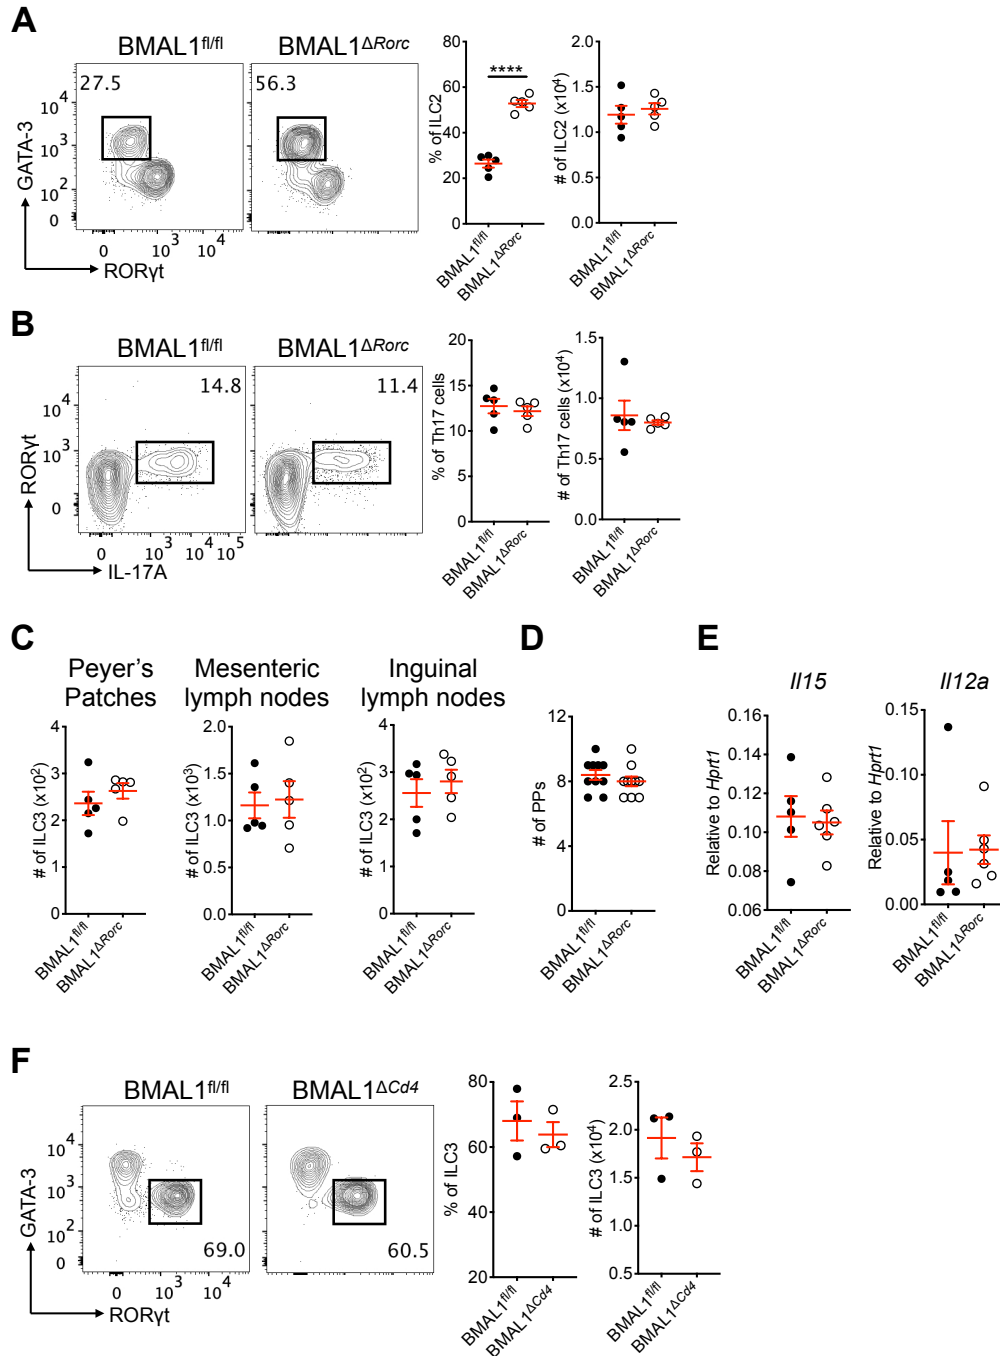 A
BMAL1fl/fl
BMAL1ΔRorc
27.5
56.3
GATA-3
10^4
10^3
10^2
0
0
10^3
10^4
RORγt
% of ILC2
80
60
40
20
0
****
BMAL1fl/fl
BMAL1ΔRorc
# of ILC2 (x10^4)
2.0
1.5
1.0
0.5
0.0
BMAL1fl/fl
BMAL1ΔRorc
B
BMAL1fl/fl
BMAL1ΔRorc
14.8
11.4
RORγt
10^4
10^3
0
0
10^3
10^4
10^5
IL-17A
% of Th17 cells
20
15
10
5
0
BMAL1fl/fl
BMAL1ΔRorc
# of Th17 cells (x10^4)
1.5
1.0
0.5
0.0
BMAL1fl/fl
BMAL1ΔRorc
C
Peyer's
Patches
# of ILC3 (x10^2)
4
3
2
1
0
BMAL1fl/fl
BMAL1ΔRorc
Mesenteric
lymph nodes
# of ILC3 (x10^3)
2.0
1.5
1.0
0.5
0.0
BMAL1fl/fl
BMAL1ΔRorc
Inguinal
lymph nodes
# of ILC3 (x10^2)
4
3
2
1
0
BMAL1fl/fl
BMAL1ΔRorc
D
# of PPs
12
8
4
0
BMAL1fl/fl
BMAL1ΔRorc
E
Il15
Relative to Hprt1
0.16
0.14
0.12
0.10
0.08
0.06
BMAL1fl/fl
BMAL1ΔRorc
Il12a
Relative to Hprt1
0.15
0.10
0.05
0.00
BMAL1fl/fl
BMAL1ΔRorc
F
BMAL1fl/fl
BMAL1ΔCd4
GATA-3
10^4
10^3
10^2
0
69.0
60.5
0
10^3
10^4
RORγt
% of ILC3
80
60
40
20
0
BMAL1fl/fl
BMAL1ΔCd4
# of ILC3 (x10^4)
2.5
2.0
1.5
1.0
0.5
BMAL1fl/fl
BMAL1ΔCd4